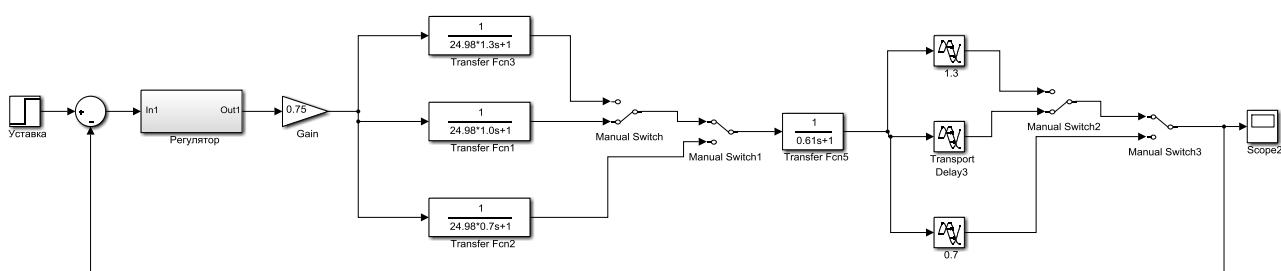 1
24.98*1.3s+1
Transfer Fcn3
1.3
Уставка
+
−
In1
Out1
Регулятор
0.75
Gain
1
24.98*1.0s+1
Transfer Fcn1
Manual Switch
Manual Switch1
1
0.61s+1
Transfer Fcn5
Transport
Delay3
Manual Switch2
Manual Switch3
Scope2
1
24.98*0.7s+1
Transfer Fcn2
0.7